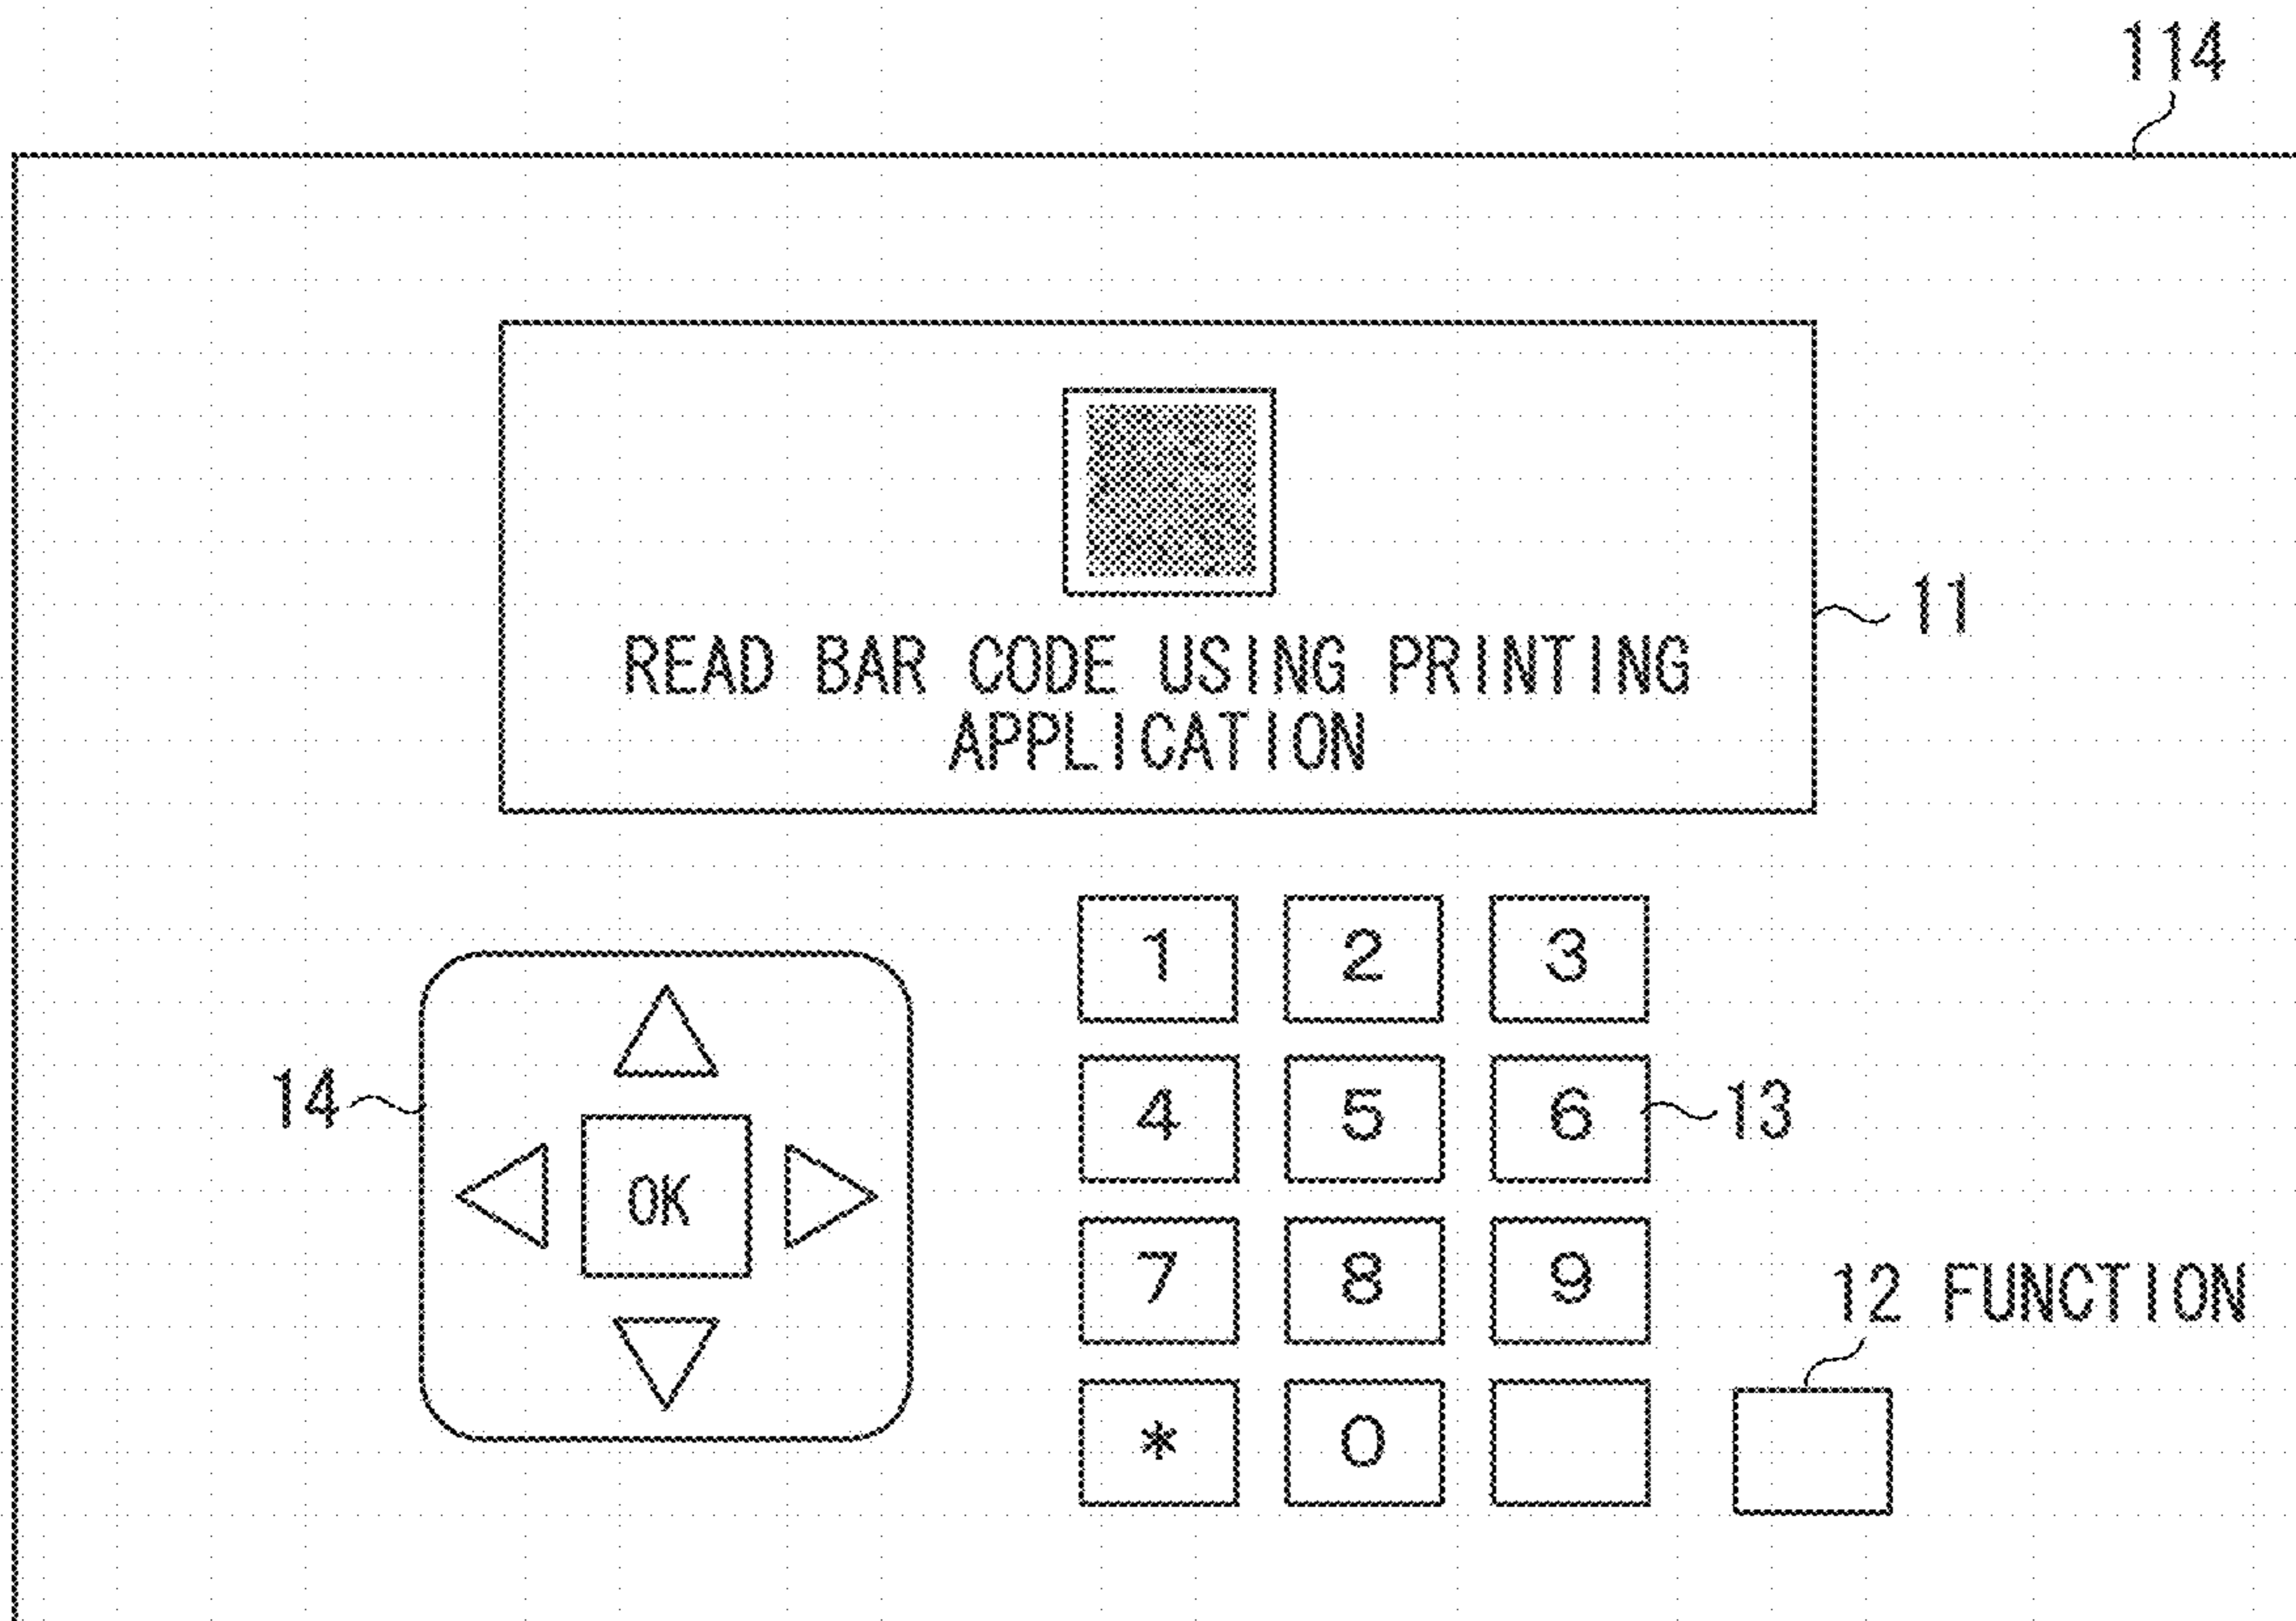 114
11
READ BAR CODE USING PRINTING
APPLICATION
1 2 3
14
4 5 6
13
OK
7 8 9
12 FUNCTION
* 0